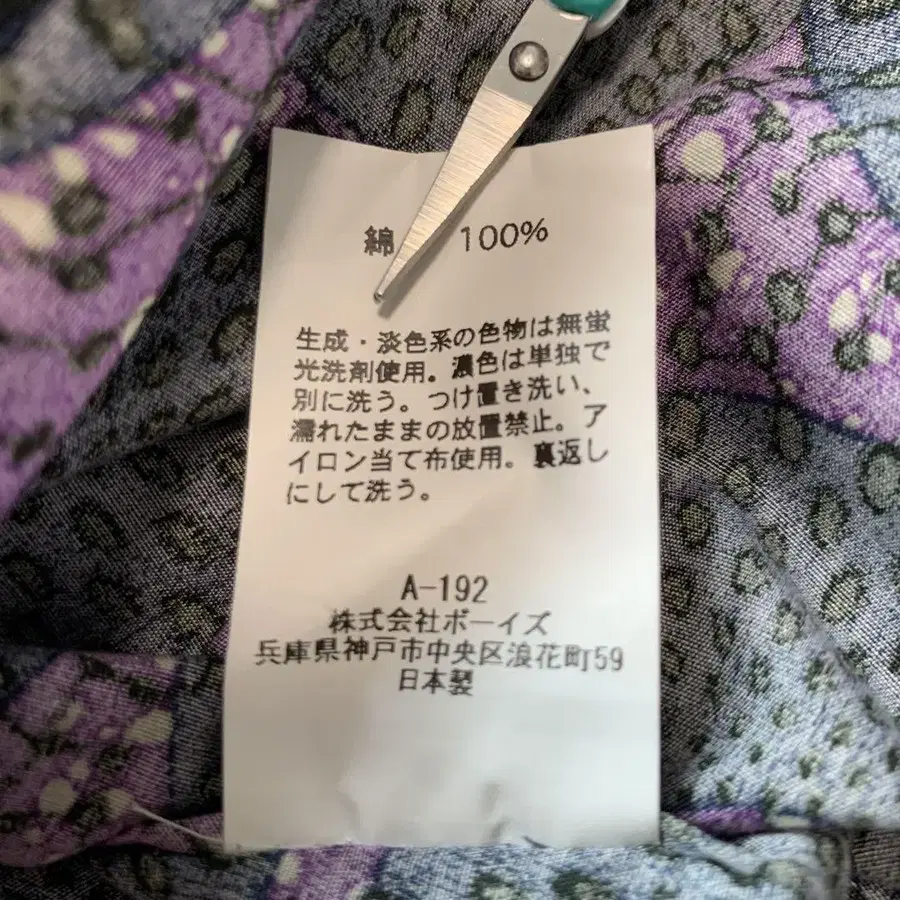 綿 100%
生成・淡色系の色物は無蛍
光洗剤使用。濃色は単独で
別に洗う。つけ置き洗い、
濡れたままの放置禁止。ア
イロン当て布使用。裏返し
にして洗う。
A-192
株式会社ボーイズ
兵庫県神戸市中央区浪花町59
日本製